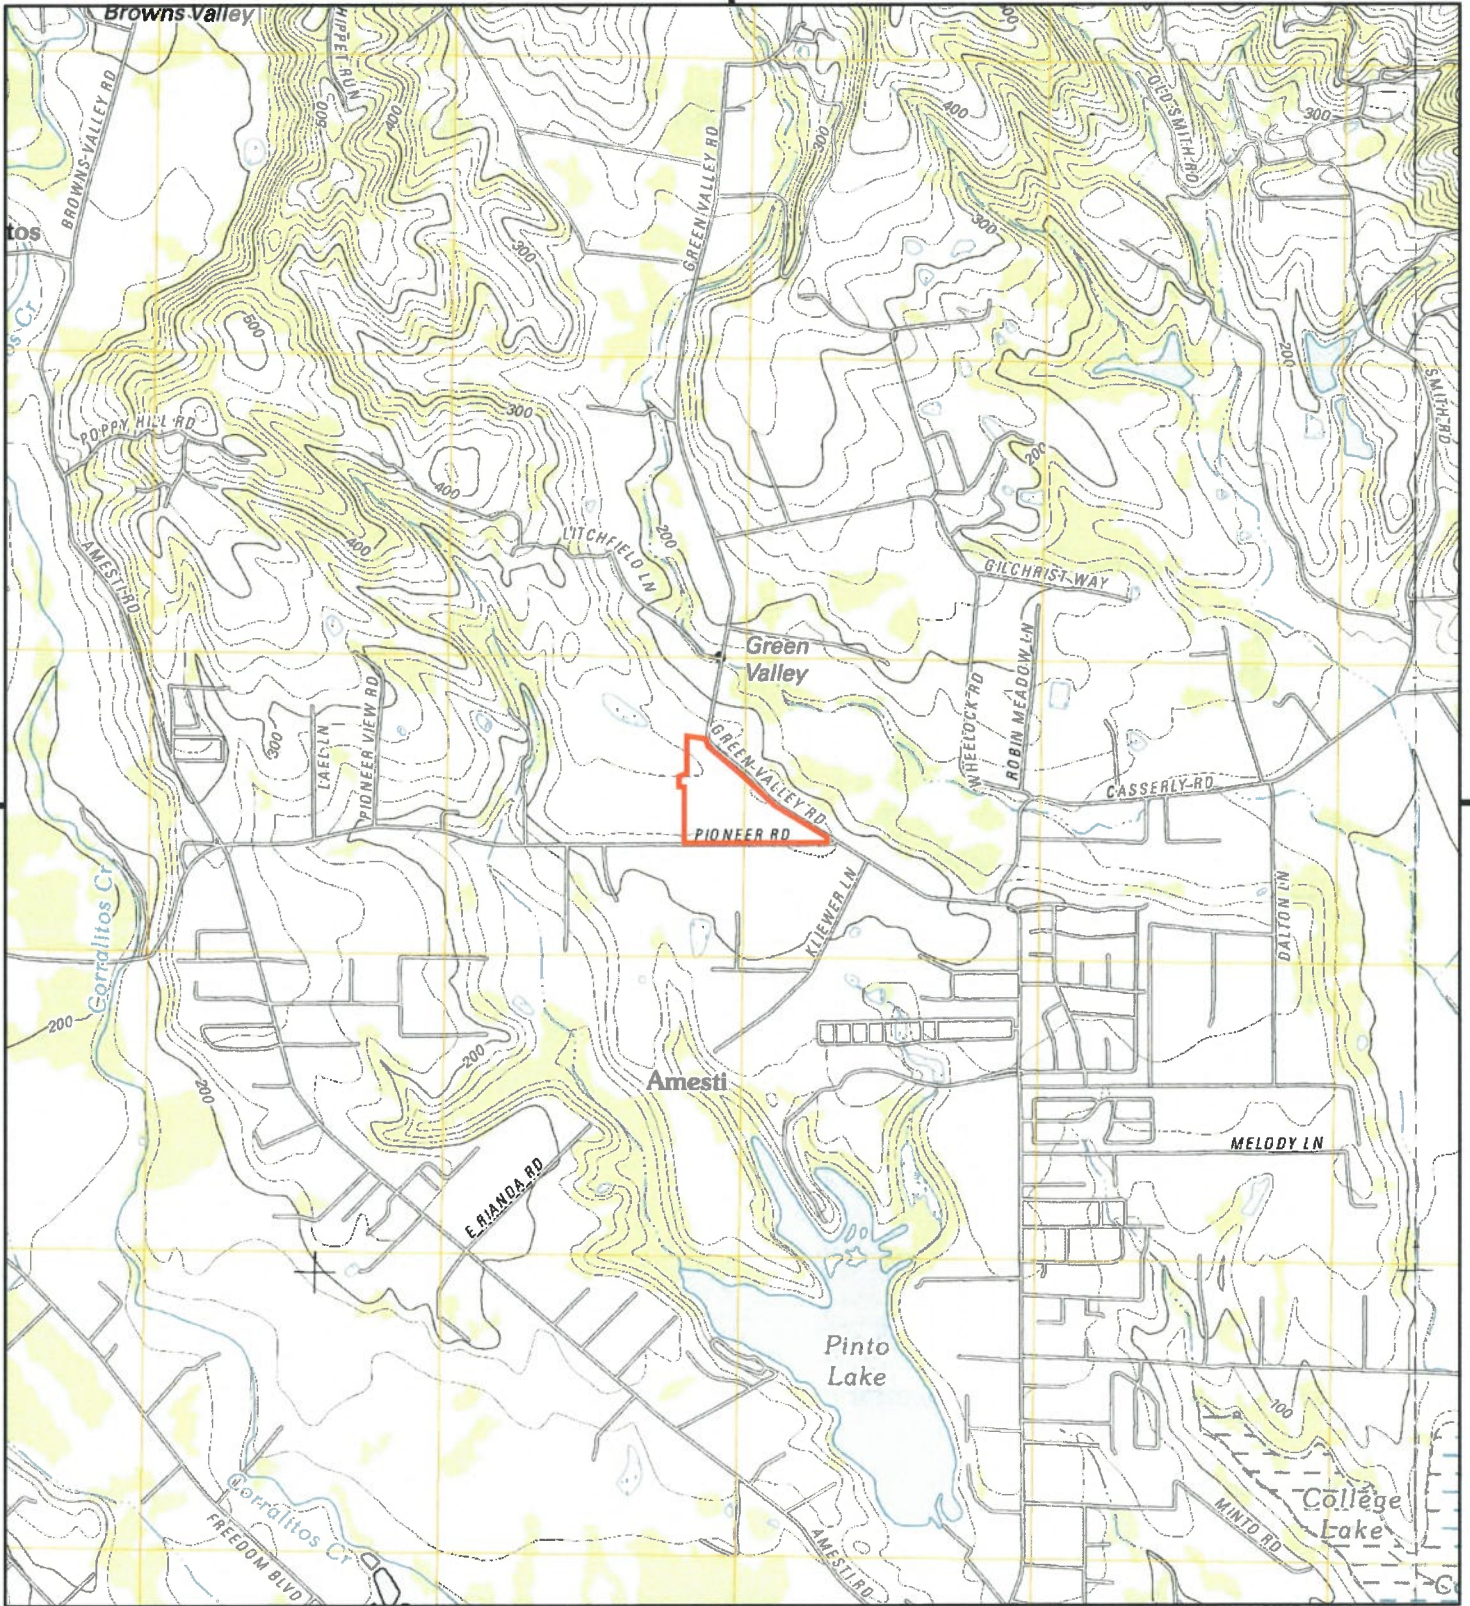 Browns Valley
HIPPET RUN
BROWNS VALLEY RD
500
400
GREEN VALLEY RD
300
400
OLD SMITH RD
300
tos
300
300
os Cr
500
200
SMITH RD
POPPY HILL RD
300
400
200
400
LITCHFIELD LN
200
GILCHRIST WAY
AMESTI RD
Green
Valley
WHEELOCK RD
ROBIN MEADOW LN
300
LAEL LN
PIONEER VIEW RD
GREEN VALLEY RD
CASSERLY RD
PIONEER RD
KLIEWER LN
DALTON LN
Corralitos Cr
200
200
200
Amesti
MELODY LN
E RIANDA RD
Pinto
Lake
100
College
Lake
MINTO RD
Corralitos Cr
FREEDOM BLVD
AMESTI RD
C